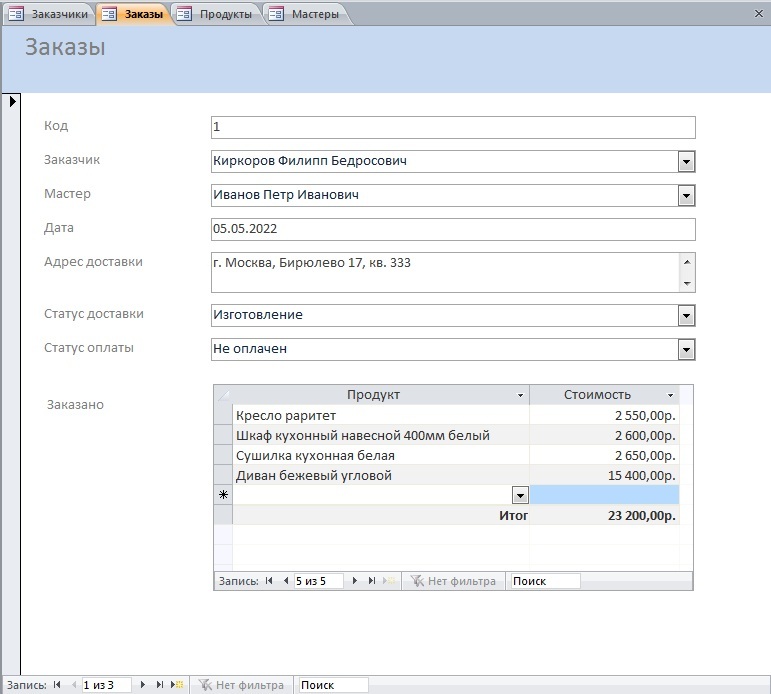 Заказчики Заказы Продукты Мастеры
Заказы
Код 1
Заказчик Киркоров Филипп Бедросович
Мастер Иванов Петр Иванович
Дата 05.05.2022
Адрес доставки г. Москва, Бирюлево 17, кв. 333
Статус доставки Изготовление
Статус оплаты Не оплачен
Заказано Продукт Стоимость
Кресло раритет 2 550,00р.
Шкаф кухонный навесной 400мм белый 2 600,00р.
Сушилка кухонная белая 2 650,00р.
Диван бежевый угловой 15 400,00р.
Итог 23 200,00р.
Запись: 5 из 5 Нет фильтра Поиск
Запись: 1 из 3 Нет фильтра Поиск